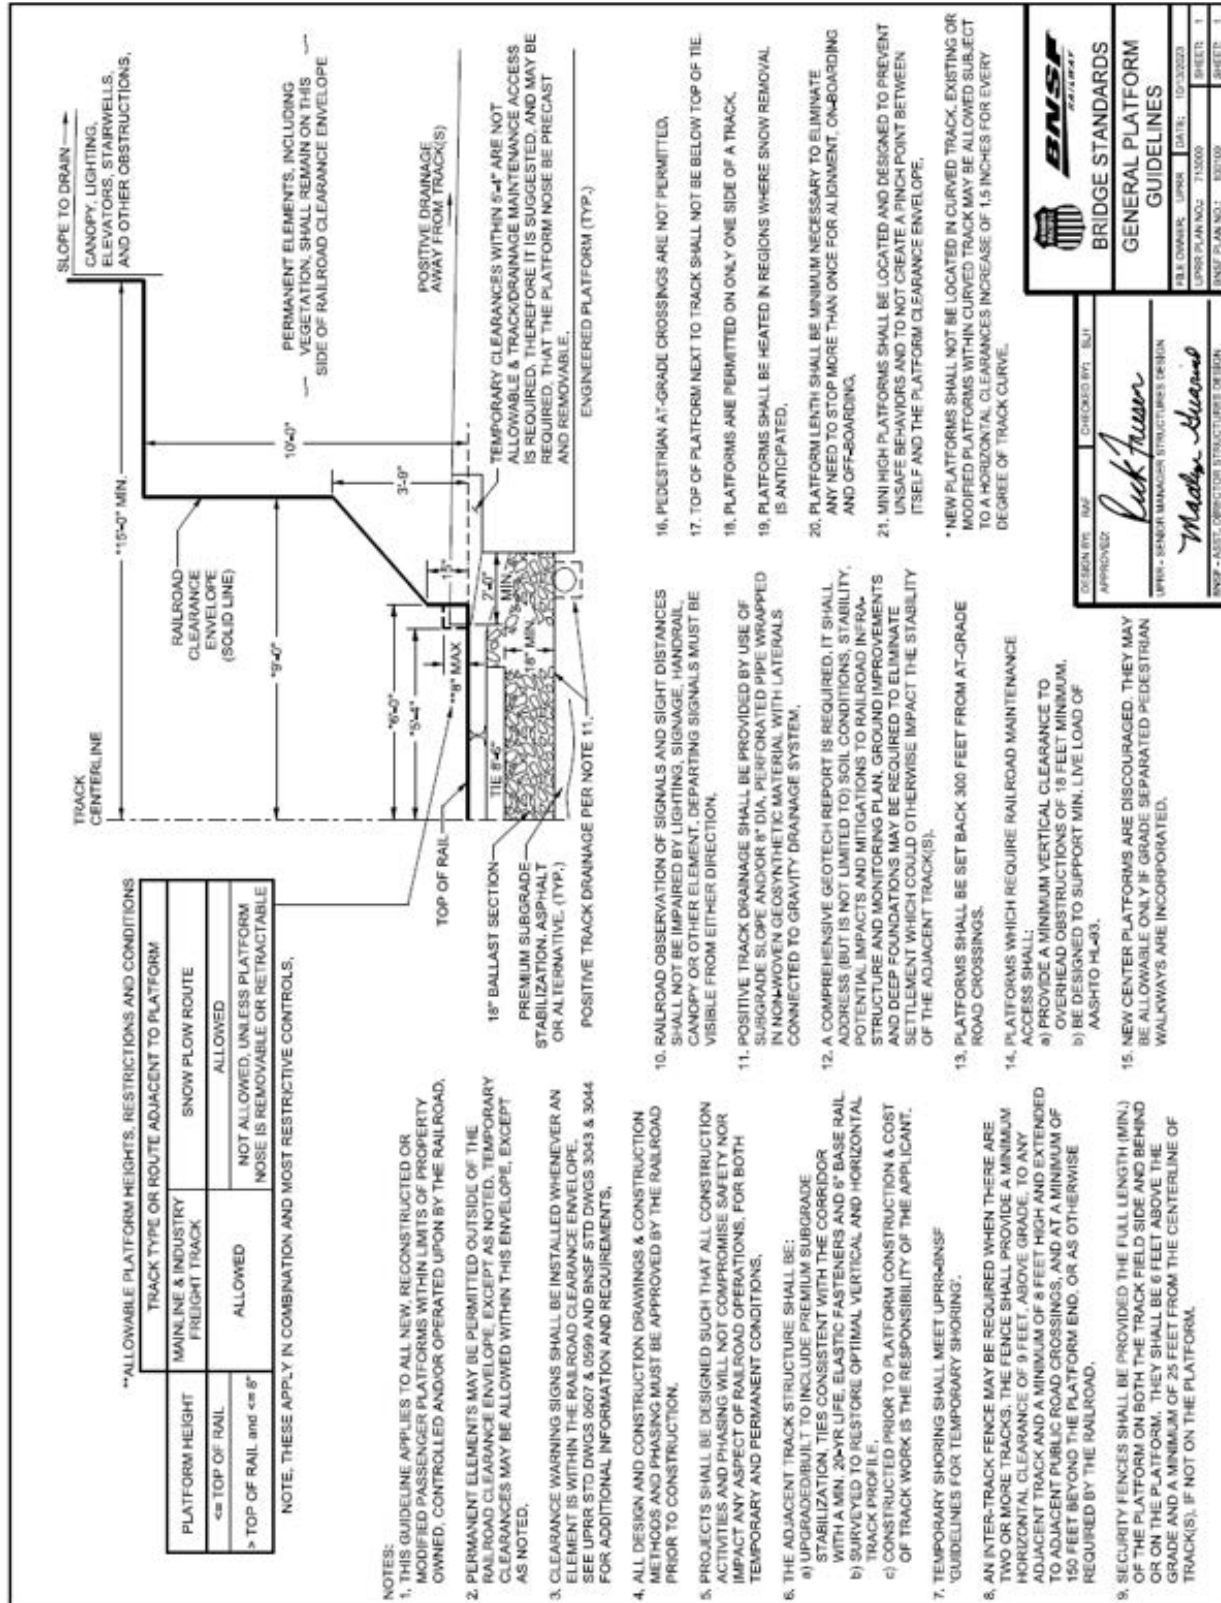 **ALLOWABLE PLATFORM HEIGHTS, RESTRICTIONS AND CONDITIONS
TRACK TYPE OR ROUTE ADJACENT TO PLATFORM
PLATFORM HEIGHT
MAINLINE & INDUSTRY
FREIGHT TRACK
SNOW PLOW ROUTE
<= TOP OF RAIL
ALLOWED
ALLOWED
> TOP OF RAIL and <= 8"
NOT ALLOWED, UNLESS PLATFORM
NOSE IS REMOVABLE OR RETRACTABLE
NOTE, THESE APPLY IN COMBINATION AND MOST RESTRICTIVE CONTROLS.
TRACK
CENTERLINE
*15'-0" MIN.
SLOPE TO DRAIN
CANOPY, LIGHTING,
ELEVATORS, STAIRWELLS,
AND OTHER OBSTRUCTIONS.
RAILROAD
CLEARANCE
ENVELOPE
(SOLID LINE)
PERMANENT ELEMENTS, INCLUDING
VEGETATION, SHALL REMAIN ON THIS
SIDE OF RAILROAD CLEARANCE ENVELOPE
*9'-0"
10'-0"
*6'-0"
*5'-4"
3'-9"
15"
**8" MAX
2'-0"
MIN.
18" MIN.
TOP OF RAIL
TIE 8'-6"
18" BALLAST SECTION
PREMIUM SUBGRADE
STABILIZATION, ASPHALT
OR ALTERNATIVE. (TYP.)
POSITIVE TRACK DRAINAGE PER NOTE 11.
POSITIVE DRAINAGE
AWAY FROM TRACK(S)
TEMPORARY CLEARANCES WITHIN 5'-4" ARE NOT
ALLOWABLE & TRACK/DRAINAGE MAINTENANCE ACCESS
IS REQUIRED, THEREFORE IT IS SUGGESTED, AND MAY BE
REQUIRED, THAT THE PLATFORM NOSE BE PRECAST
AND REMOVABLE.
ENGINEERED PLATFORM (TYP.)
NOTES:
1. THIS GUIDELINE APPLIES TO ALL NEW, RECONSTRUCTED OR
MODIFIED PASSENGER PLATFORMS WITHIN LIMITS OF PROPERTY
OWNED, CONTROLLED AND/OR OPERATED UPON BY THE RAILROAD.
2. PERMANENT ELEMENTS MAY BE PERMITTED OUTSIDE OF THE
RAILROAD CLEARANCE ENVELOPE, EXCEPT AS NOTED. TEMPORARY
CLEARANCES MAY BE ALLOWED WITHIN THIS ENVELOPE, EXCEPT
AS NOTED.
3. CLEARANCE WARNING SIGNS SHALL BE INSTALLED WHENEVER AN
ELEMENT IS WITHIN THE RAILROAD CLEARANCE ENVELOPE.
SEE UPRR STD DWGS 0507 & 0599 AND BNSF STD DWGS 3043 & 3044
FOR ADDITIONAL INFORMATION AND REQUIREMENTS.
4. ALL DESIGN AND CONSTRUCTION DRAWINGS & CONSTRUCTION
METHODS AND PHASING MUST BE APPROVED BY THE RAILROAD
PRIOR TO CONSTRUCTION.
5. PROJECTS SHALL BE DESIGNED SUCH THAT ALL CONSTRUCTION
ACTIVITIES AND PHASING WILL NOT COMPROMISE SAFETY NOR
IMPACT ANY ASPECT OF RAILROAD OPERATIONS, FOR BOTH
TEMPORARY AND PERMANENT CONDITIONS.
6. THE ADJACENT TRACK STRUCTURE SHALL BE:
a) UPGRADED/BUILT TO INCLUDE PREMIUM SUBGRADE
STABILIZATION, TIES CONSISTENT WITH THE CORRIDOR
WITH A MIN. 20-YR LIFE, ELASTIC FASTENERS AND 6" BASE RAIL.
b) SURVEYED TO RESTORE OPTIMAL VERTICAL AND HORIZONTAL
TRACK PROFILE.
c) CONSTRUCTED PRIOR TO PLATFORM CONSTRUCTION & COST
OF TRACK WORK IS THE RESPONSIBILITY OF THE APPLICANT.
7. TEMPORARY SHORING SHALL MEET UPRR-BNSF
'GUIDELINES FOR TEMPORARY SHORING'.
8. AN INTER-TRACK FENCE MAY BE REQUIRED WHEN THERE ARE
TWO OR MORE TRACKS. THE FENCE SHALL PROVIDE A MINIMUM
HORIZONTAL CLEARANCE OF 9 FEET, ABOVE GRADE, TO ANY
ADJACENT TRACK AND A MINIMUM OF 8 FEET HIGH AND EXTENDED
TO ADJACENT PUBLIC ROAD CROSSINGS, AND AT A MINIMUM OF
150 FEET BEYOND THE PLATFORM END, OR AS OTHERWISE
REQUIRED BY THE RAILROAD.
9. SECURITY FENCES SHALL BE PROVIDED THE FULL LENGTH (MIN.)
OF THE PLATFORM ON BOTH THE TRACK FIELD SIDE AND BEHIND
OR ON THE PLATFORM. THEY SHALL BE 6 FEET ABOVE THE
GRADE AND A MINIMUM OF 25 FEET FROM THE CENTERLINE OF
TRACK(S), IF NOT ON THE PLATFORM.
10. RAILROAD OBSERVATION OF SIGNALS AND SIGHT DISTANCES
SHALL NOT BE IMPAIRED BY LIGHTING, SIGNAGE, HANDRAIL,
CANOPY OR OTHER ELEMENT. DEPARTING SIGNALS MUST BE
VISIBLE FROM EITHER DIRECTION.
11. POSITIVE TRACK DRAINAGE SHALL BE PROVIDED BY USE OF
SUBGRADE SLOPE AND/OR 8" DIA. PERFORATED PIPE WRAPPED
IN NON-WOVEN GEOSYNTHETIC MATERIAL WITH LATERALS
CONNECTED TO GRAVITY DRAINAGE SYSTEM.
12. A COMPREHENSIVE GEOTECH REPORT IS REQUIRED. IT SHALL
ADDRESS (BUT IS NOT LIMITED TO) SOIL CONDITIONS, STABILITY,
POTENTIAL IMPACTS AND MITIGATIONS TO RAILROAD INFRA-
STRUCTURE AND MONITORING PLAN. GROUND IMPROVEMENTS
AND DEEP FOUNDATIONS MAY BE REQUIRED TO ELIMINATE
SETTLEMENT WHICH COULD OTHERWISE IMPACT THE STABILITY
OF THE ADJACENT TRACK(S).
13. PLATFORMS SHALL BE SET BACK 300 FEET FROM AT-GRADE
ROAD CROSSINGS.
14. PLATFORMS WHICH REQUIRE RAILROAD MAINTENANCE
ACCESS SHALL:
a) PROVIDE A MINIMUM VERTICAL CLEARANCE TO
OVERHEAD OBSTRUCTIONS OF 18 FEET MINIMUM.
b) BE DESIGNED TO SUPPORT MIN. LIVE LOAD OF
AASHTO HL-93.
15. NEW CENTER PLATFORMS ARE DISCOURAGED. THEY MAY
BE ALLOWABLE ONLY IF GRADE SEPARATED PEDESTRIAN
WALKWAYS ARE INCORPORATED.
16. PEDESTRIAN AT-GRADE CROSSINGS ARE NOT PERMITTED.
17. TOP OF PLATFORM NEXT TO TRACK SHALL NOT BE BELOW TOP OF TIE.
18. PLATFORMS ARE PERMITTED ON ONLY ONE SIDE OF A TRACK.
19. PLATFORMS SHALL BE HEATED IN REGIONS WHERE SNOW REMOVAL
IS ANTICIPATED.
20. PLATFORM LENTH SHALL BE MINIMUM NECESSARY TO ELIMINATE
ANY NEED TO STOP MORE THAN ONCE FOR ALIGNMENT, ON-BOARDING
AND OFF-BOARDING.
21. MINI HIGH PLATFORMS SHALL BE LOCATED AND DESIGNED TO PREVENT
UNSAFE BEHAVIORS AND TO NOT CREATE A PINCH POINT BETWEEN
ITSELF AND THE PLATFORM CLEARANCE ENVELOPE.
* NEW PLATFORMS SHALL NOT BE LOCATED IN CURVED TRACK. EXISTING OR
MODIFIED PLATFORMS WITHIN CURVED TRACK MAY BE ALLOWED SUBJECT
TO A HORIZONTAL CLEARANCES INCREASE OF 1.5 INCHES FOR EVERY
DEGREE OF TRACK CURVE.
DESIGN BY: RAF
CHECKED BY: SLH
APPROVED:
Rick Friesen
UPRR - SENIOR MANAGER STRUCTURES DESIGN
BNSF - ASST. DIRECTOR STRUCTURES DESIGN
BNSF
RAILWAY
BRIDGE STANDARDS
GENERAL PLATFORM
GUIDELINES
FILE OWNER: UPRR
DATE: 10/13/2023
UPRR PLAN NO.: 713000
SHEET: 1
BNSF PLAN NO.:
SHEET: 1